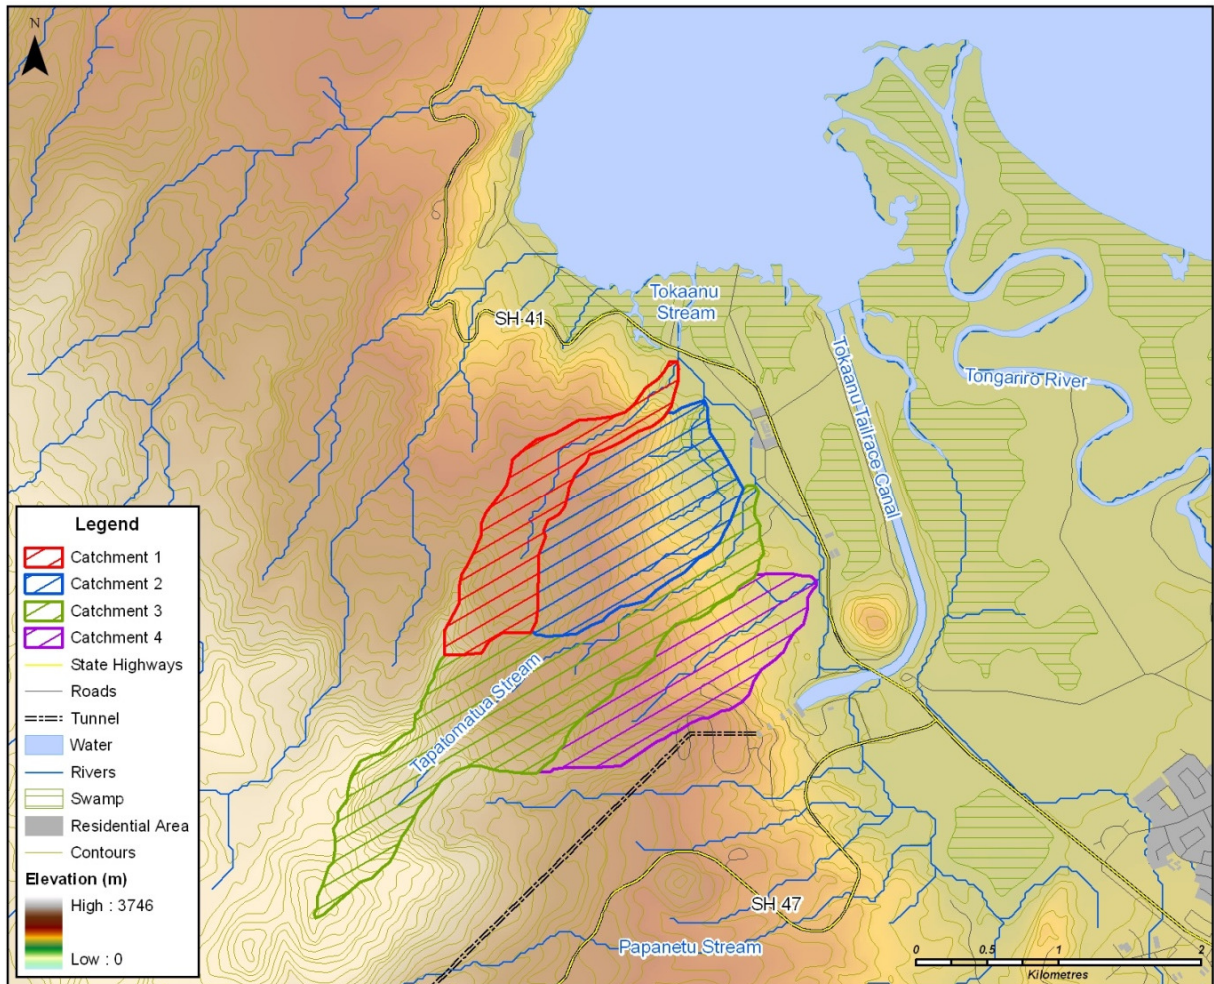 N
SH 41
Tokaanu
Stream
Tokaanu Tailrace Canal
Tongariro River
Tapatomatua Stream
SH 47
Papanetu Stream
Legend
Catchment 1
Catchment 2
Catchment 3
Catchment 4
State Highways
Roads
Tunnel
Water
Rivers
Swamp
Residential Area
Contours
Elevation (m)
High : 3746
Low : 0
0 0.5 1 2
Kilometres